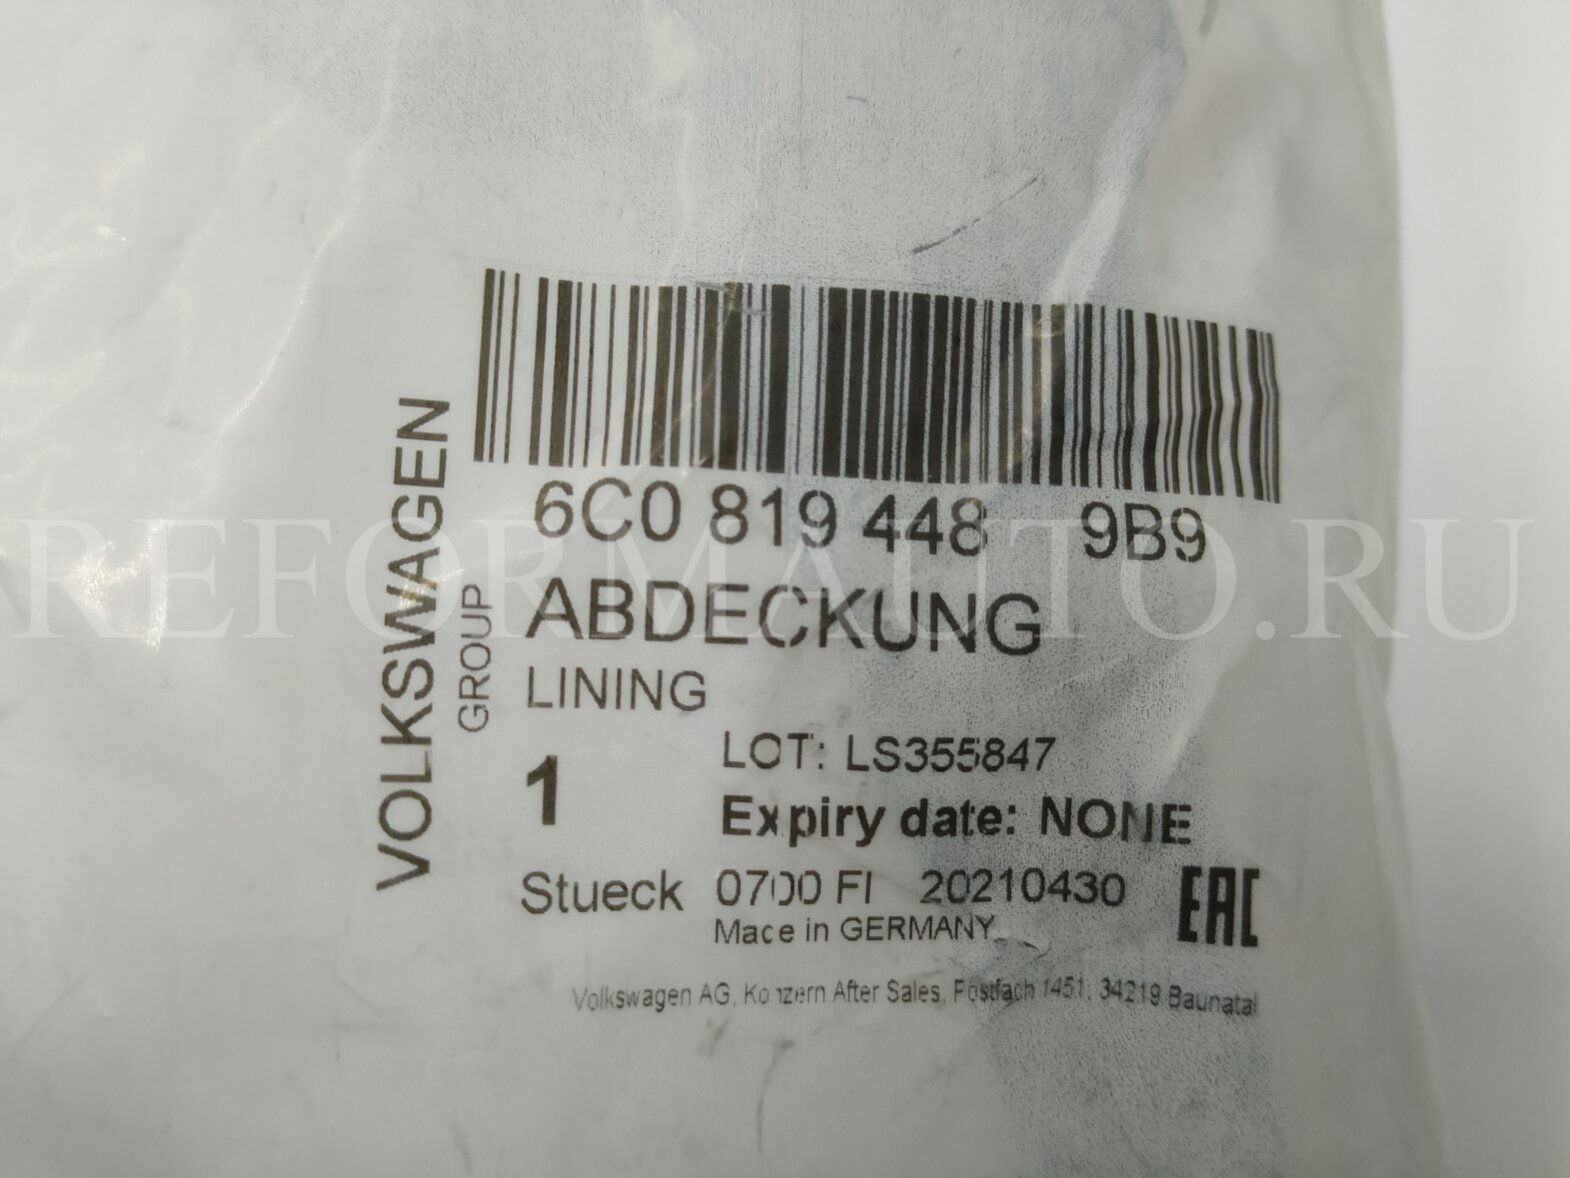 VOLKSWAGEN
GROUP
6C0 819 448 9B9
ABDECKUNG
LINING
1
LOT: LS355847
Expiry date: NONE
Stueck 0700 FI 20210430
Made in GERMANY
EAC
Volkswagen AG, Konzern After Sales, Postfach 1451, 34219 Baunatal
REFORMAUTO.RU